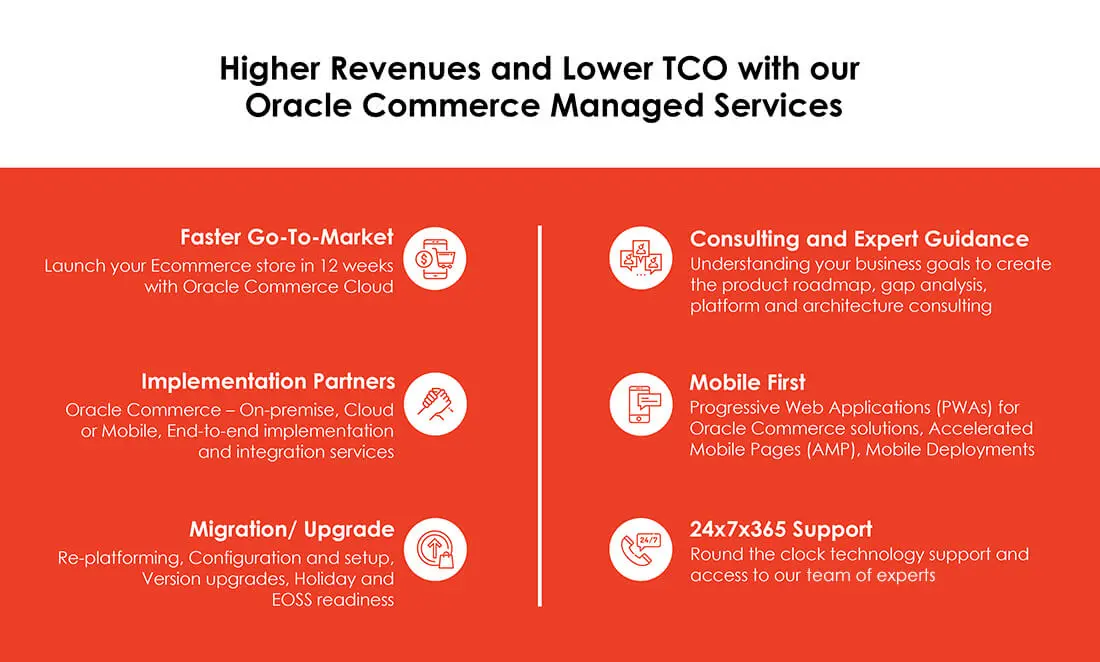 Higher Revenues and Lower TCO with our
Oracle Commerce Managed Services
Faster Go-To-Market
Launch your Ecommerce store in 12 weeks
with Oracle Commerce Cloud
Implementation Partners
Oracle Commerce – On-premise, Cloud
or Mobile, End-to-end implementation
and integration services
Migration/ Upgrade
Re-platforming, Configuration and setup,
Version upgrades, Holiday and
EOSS readiness
Consulting and Expert Guidance
Understanding your business goals to create
the product roadmap, gap analysis,
platform and architecture consulting
Mobile First
Progressive Web Applications (PWAs) for
Oracle Commerce solutions, Accelerated
Mobile Pages (AMP), Mobile Deployments
24/7
24x7x365 Support
Round the clock technology support and
access to our team of experts